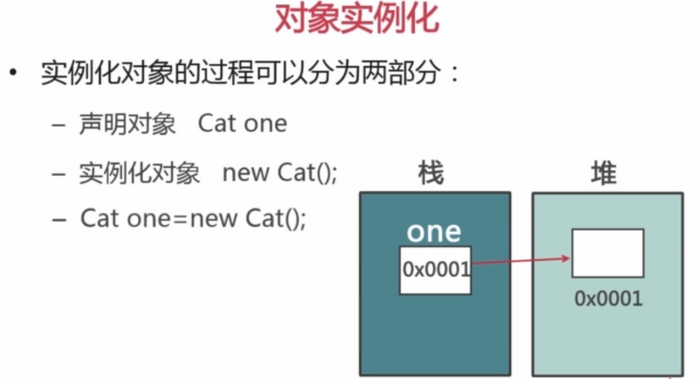 对象实例化
• 实例化对象的过程可以分为两部分：
– 声明对象 Cat one
– 实例化对象 new Cat();
– Cat one=new Cat();
栈
堆
one
0x0001
0x0001